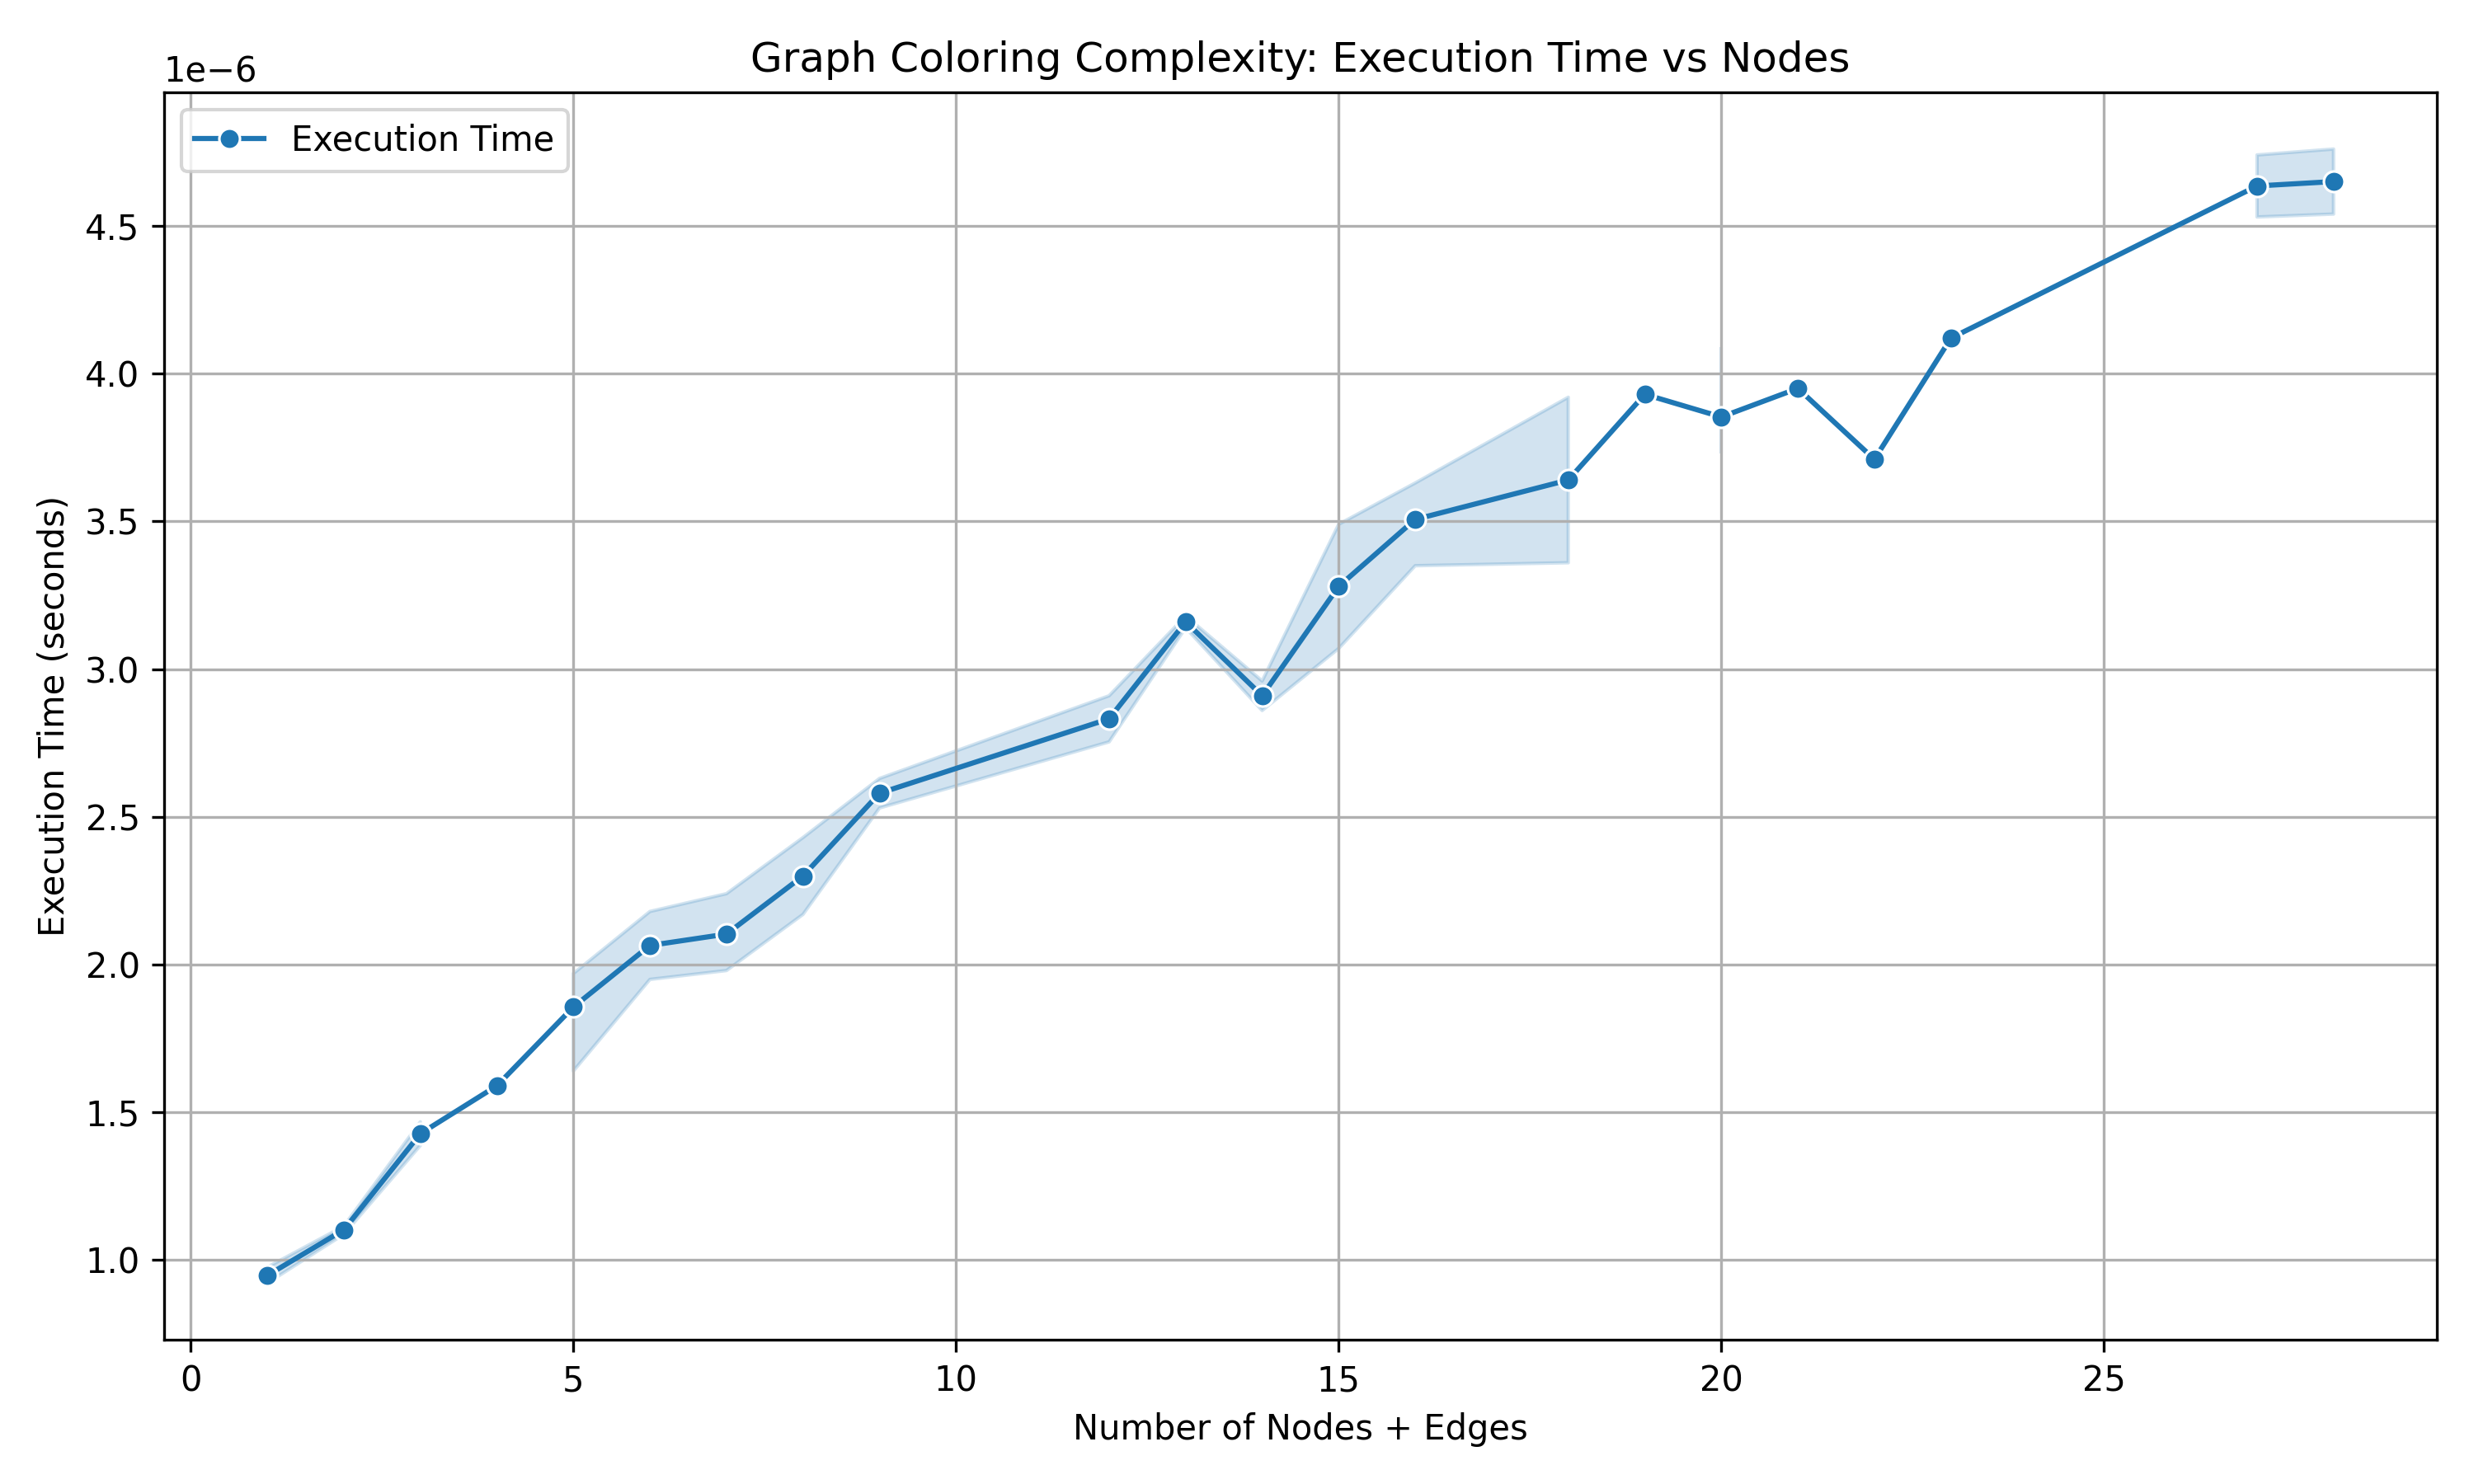 Graph Coloring Complexity: Execution Time vs Nodes
1e−6
Execution Time
4.5
4.0
3.5
3.0
2.5
2.0
1.5
1.0
Execution Time (seconds)
0 5 10 15 20 25
Number of Nodes + Edges